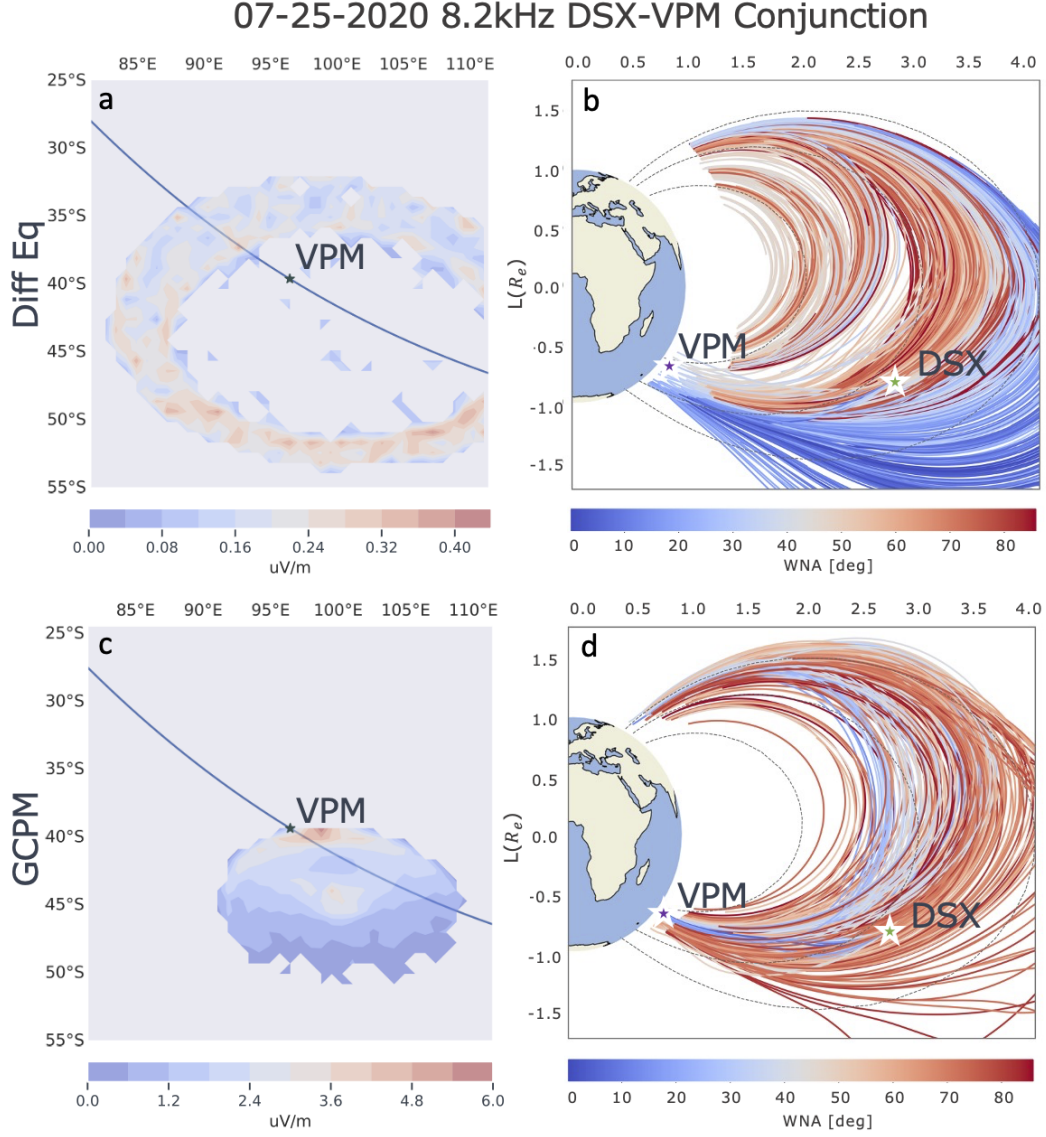 07-25-2020 8.2kHz DSX-VPM Conjunction
85°E 90°E 95°E 100°E 105°E 110°E
0.0 0.5 1.0 1.5 2.0 2.5 3.0 3.5 4.0
Diff Eq
25°S
30°S
35°S
40°S
45°S
50°S
55°S
a
VPM
L(Re)
1.5
1.0
0.5
0.0
-0.5
-1.0
-1.5
b
VPM
DSX
0.00 0.08 0.16 0.24 0.32 0.40
uV/m
0 10 20 30 40 50 60 70 80
WNA [deg]
85°E 90°E 95°E 100°E 105°E 110°E
0.0 0.5 1.0 1.5 2.0 2.5 3.0 3.5 4.0
GCPM
25°S
30°S
35°S
40°S
45°S
50°S
55°S
c
VPM
L(Re)
1.5
1.0
0.5
0.0
-0.5
-1.0
-1.5
d
VPM
DSX
0.0 1.2 2.4 3.6 4.8 6.0
uV/m
0 10 20 30 40 50 60 70 80
WNA [deg]